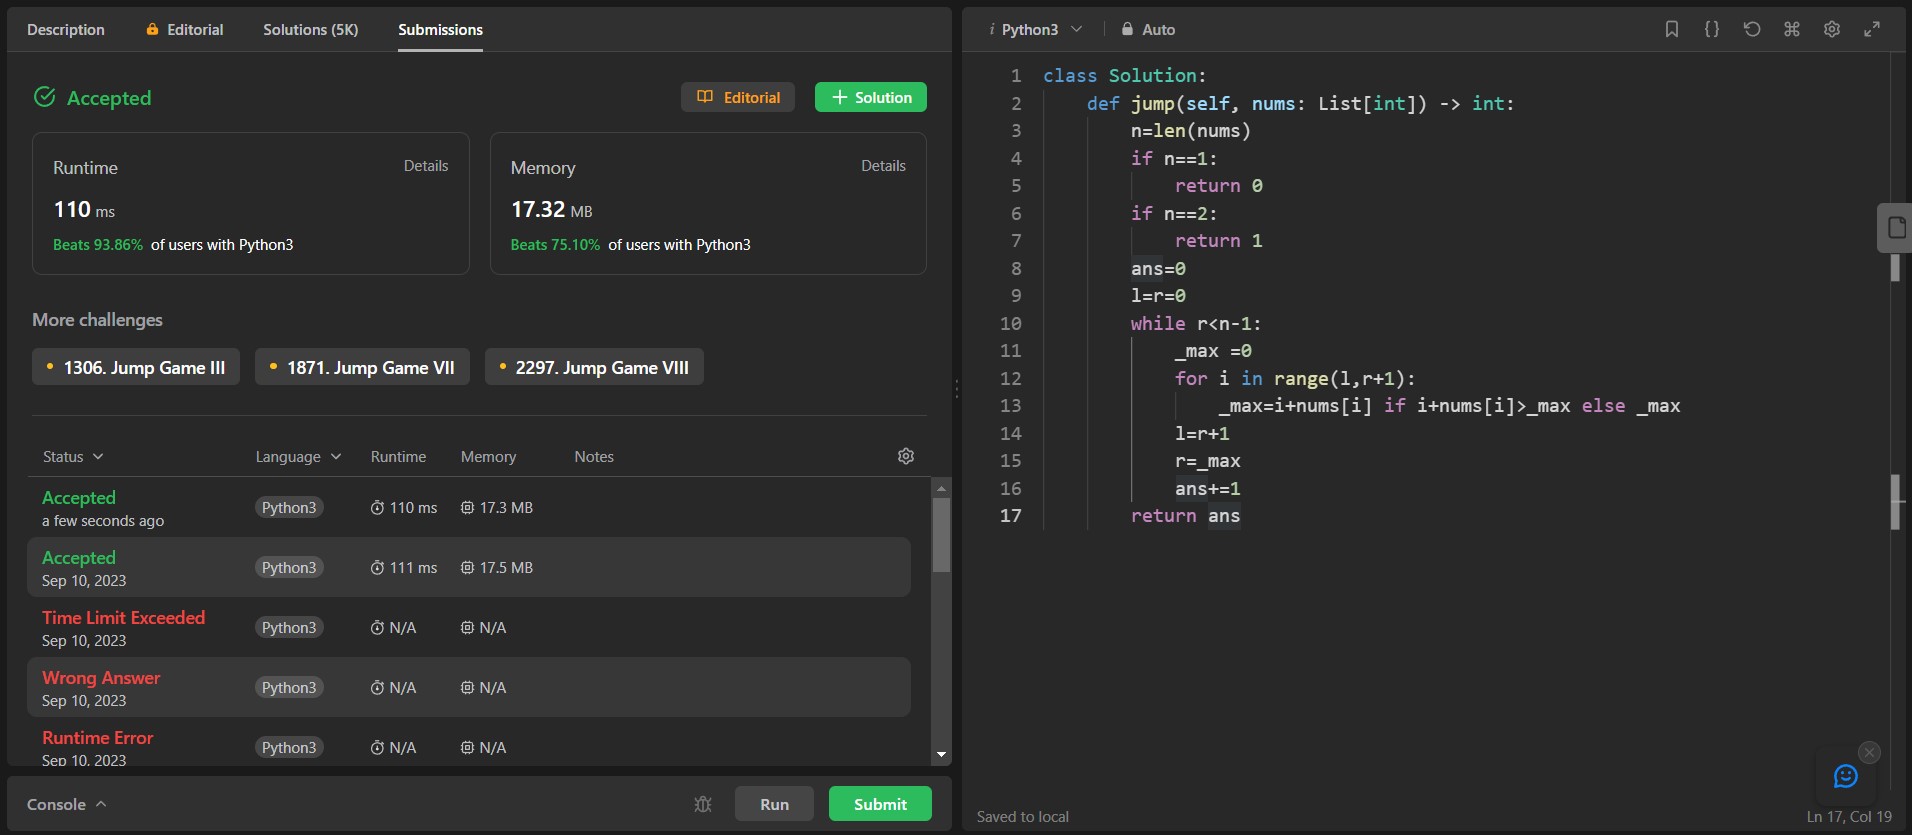 Description Editorial Solutions (5K) Submissions
Accepted Editorial + Solution
Runtime Details
110 ms
Beats 93.86% of users with Python3
Memory Details
17.32 MB
Beats 75.10% of users with Python3
More challenges
1306. Jump Game III 1871. Jump Game VII 2297. Jump Game VIII
Status Language Runtime Memory Notes
Accepted
a few seconds ago
Python3 110 ms 17.3 MB
Accepted
Sep 10, 2023
Python3 111 ms 17.5 MB
Time Limit Exceeded
Sep 10, 2023
Python3 N/A N/A
Wrong Answer
Sep 10, 2023
Python3 N/A N/A
Runtime Error
Sep 10, 2023
Python3 N/A N/A
Console Run Submit
i Python3 Auto
1 class Solution:
2     def jump(self, nums: List[int]) -> int:
3         n=len(nums)
4         if n==1:
5             return 0
6         if n==2:
7             return 1
8         ans=0
9         l=r=0
10         while r<n-1:
11             _max =0
12             for i in range(l,r+1):
13                 _max=i+nums[i] if i+nums[i]>_max else _max
14             l=r+1
15             r=_max
16             ans+=1
17         return ans
Saved to local Ln 17, Col 19